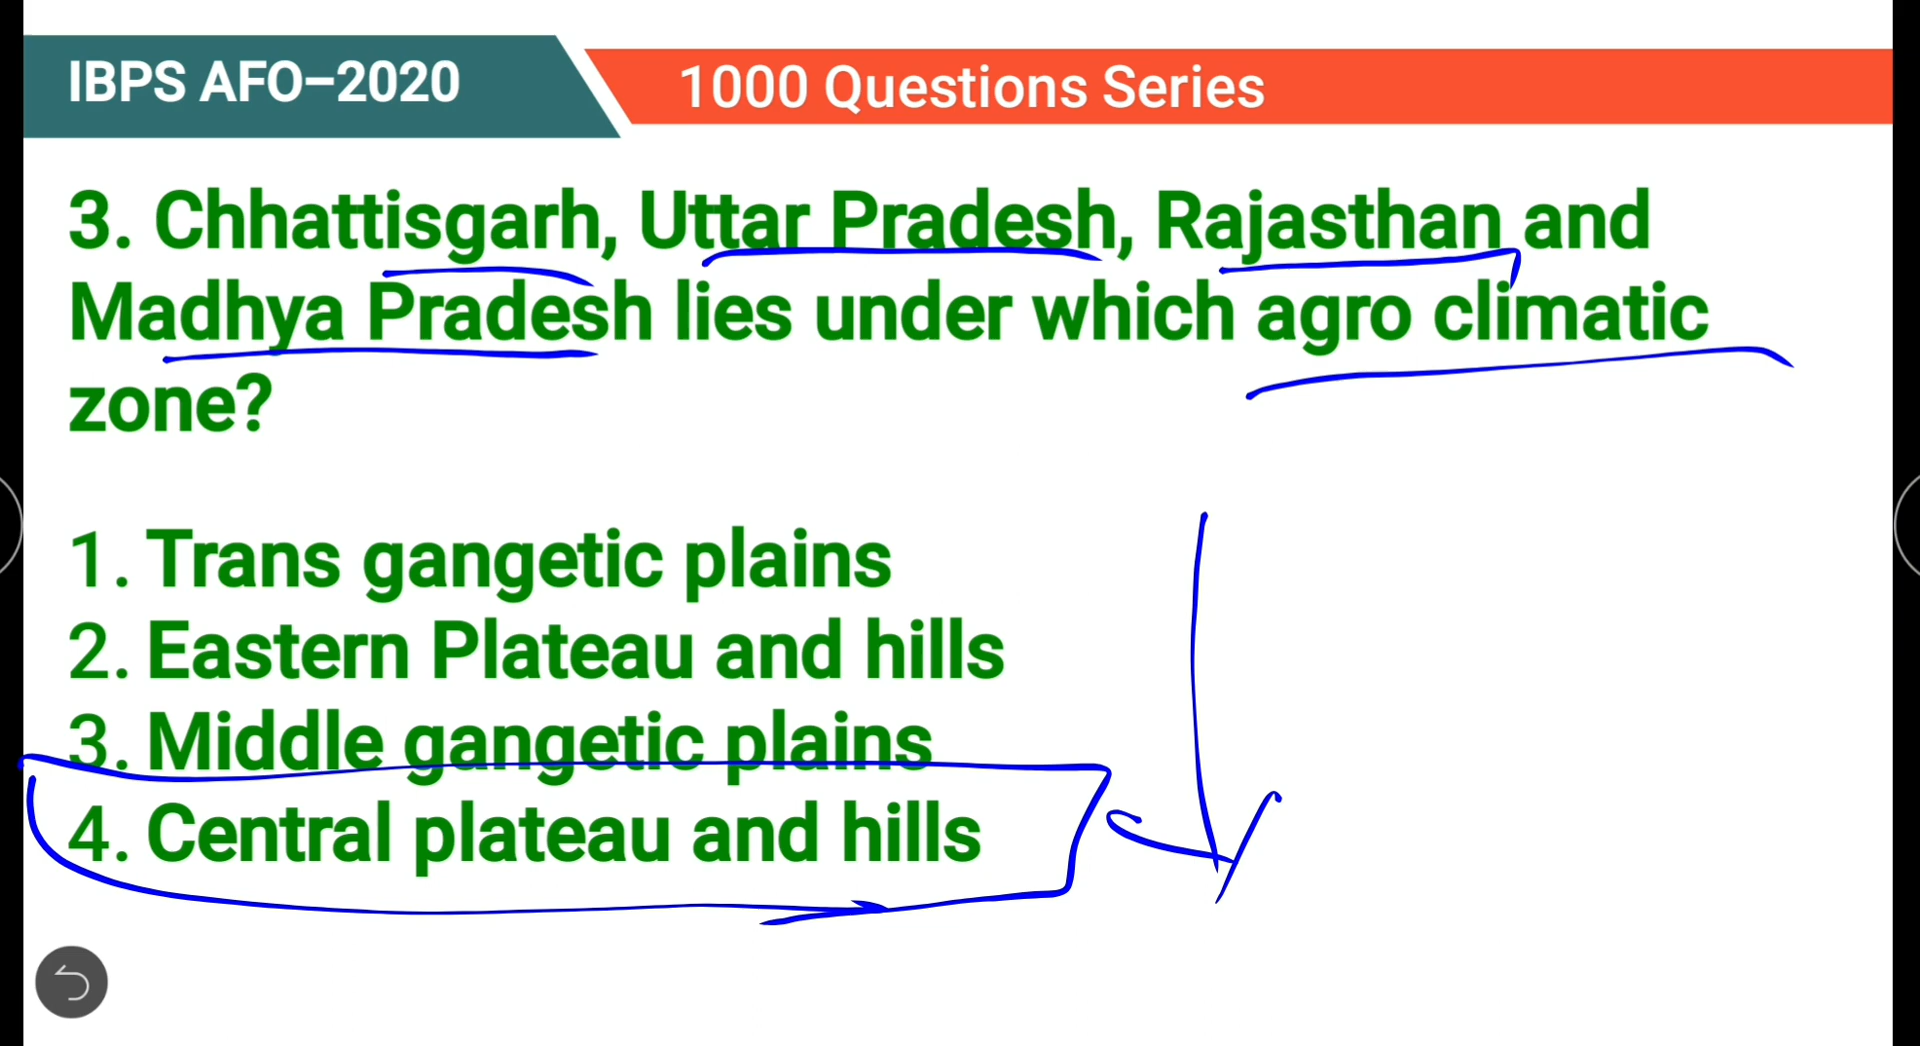 IBPS AFO–2020
1000 Questions Series
3. Chhattisgarh, Uttar Pradesh, Rajasthan and
Madhya Pradesh lies under which agro climatic
zone?
1. Trans gangetic plains
2. Eastern Plateau and hills
3. Middle gangetic plains
4. Central plateau and hills